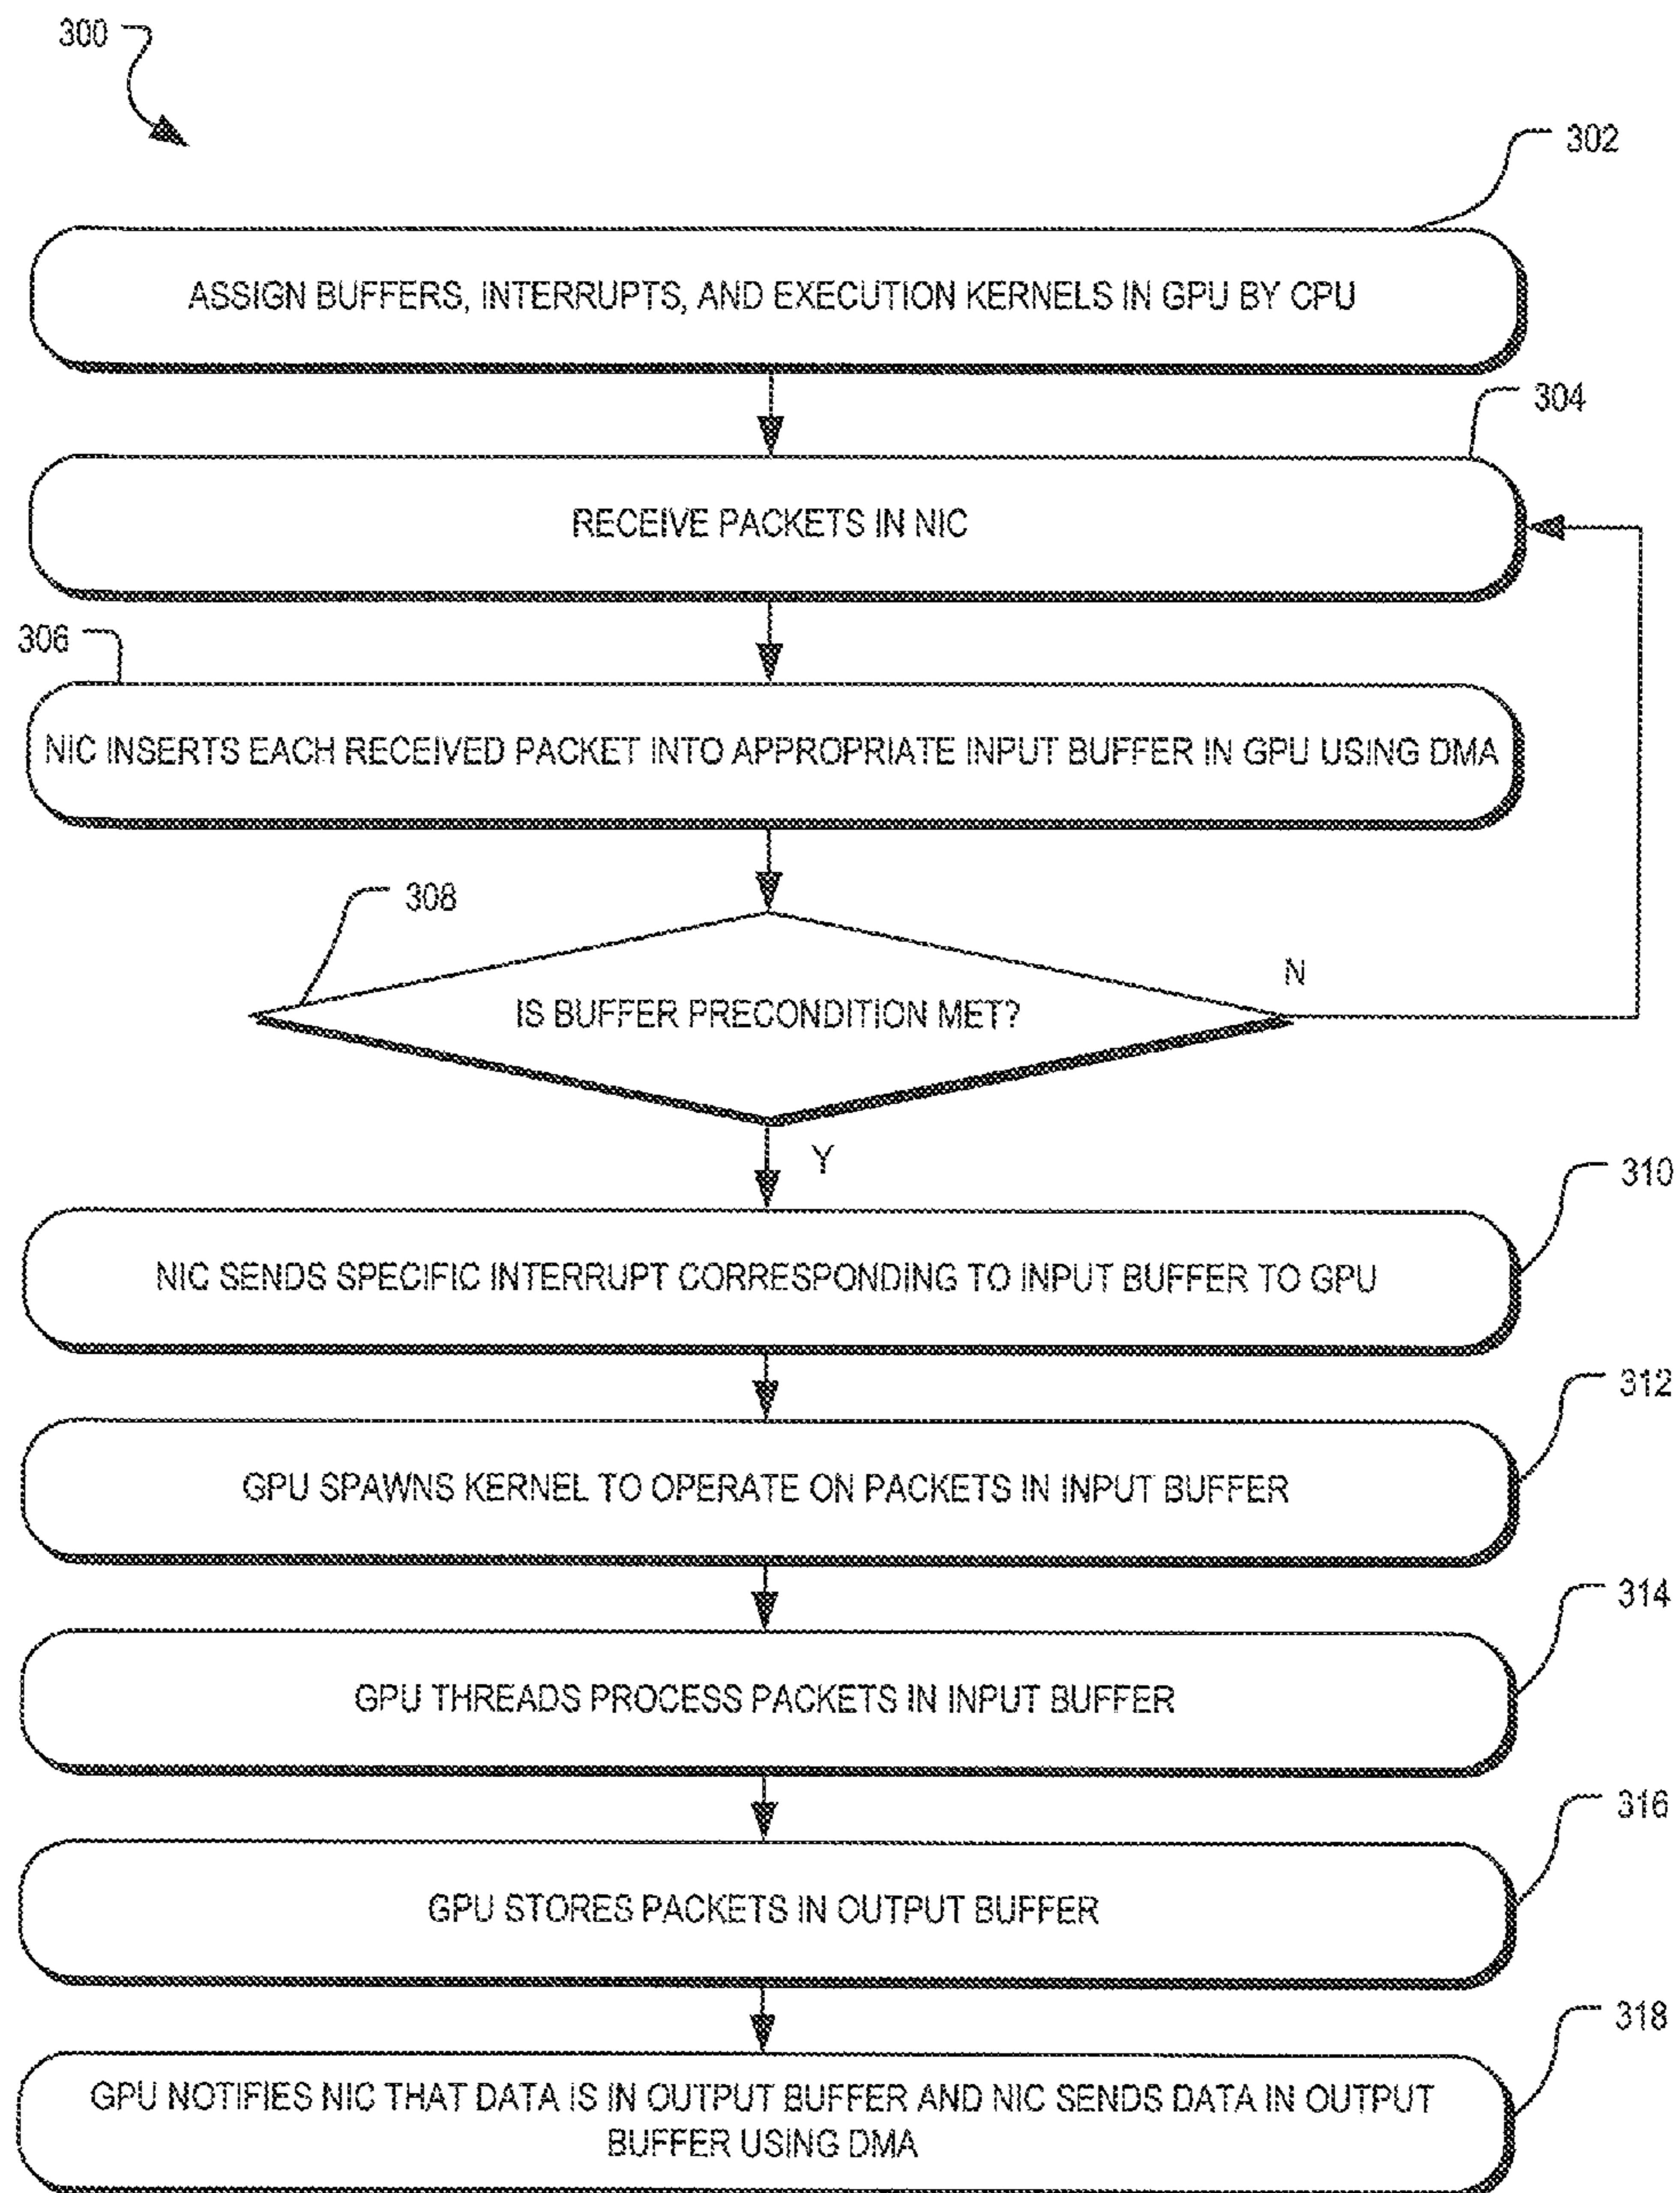 300
302
ASSIGN BUFFERS, INTERRUPTS, AND EXECUTION KERNELS IN GPU BY CPU
304
RECEIVE PACKETS IN NIC
306
NIC INSERTS EACH RECEIVED PACKET INTO APPROPRIATE INPUT BUFFER IN GPU USING DMA
308
N
IS BUFFER PRECONDITION MET?
Y
310
NIC SENDS SPECIFIC INTERRUPT CORRESPONDING TO INPUT BUFFER TO GPU
312
GPU SPAWNS KERNEL TO OPERATE ON PACKETS IN INPUT BUFFER
314
GPU THREADS PROCESS PACKETS IN INPUT BUFFER
316
GPU STORES PACKETS IN OUTPUT BUFFER
318
GPU NOTIFIES NIC THAT DATA IS IN OUTPUT BUFFER AND NIC SENDS DATA IN OUTPUT
BUFFER USING DMA